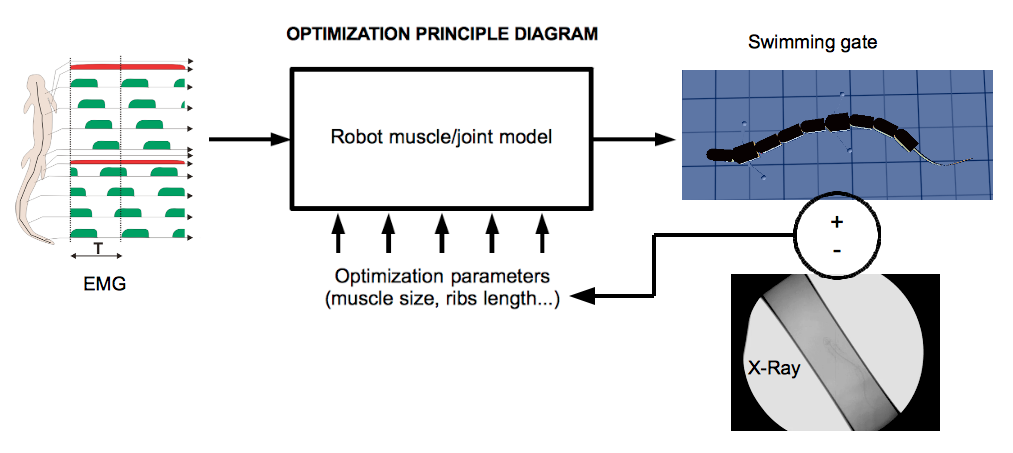 OPTIMIZATION PRINCIPLE DIAGRAM
Swimming gate
Robot muscle/joint model
T
EMG
Optimization parameters
(muscle size, ribs length...)
+
-
X-Ray